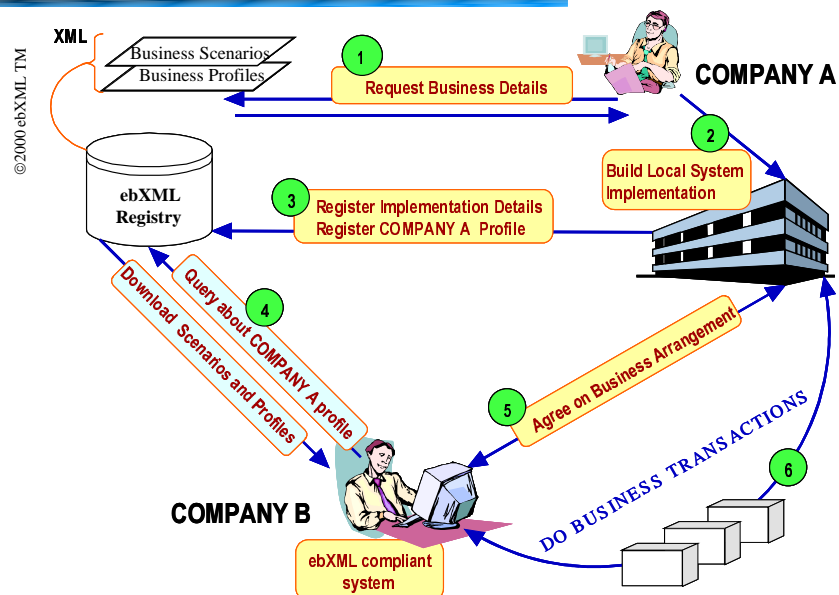 XML
Business Scenarios
Business Profiles
©2000 ebXML TM
1
Request Business Details
COMPANY A
2
Build Local System
Implementation
ebXML
Registry
3
Register Implementation Details
Register COMPANY A Profile
4
Query about COMPANY A profile
Download Scenarios and Profiles
5
Agree on Business Arrangement
6
DO BUSINESS TRANSACTIONS
COMPANY B
ebXML compliant
system